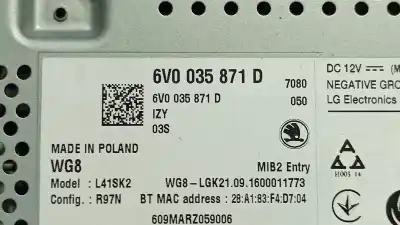 6V0 035 871 D
6V0 035 871 D
7080
IZY
050
03S
DC 12V
NEGATIVE GRO
LG Electronics
MADE IN POLAND
WG8
MIB2 Entry
Model : L41SK2
WG8-LGK21.09.1600011773
Config. : R97N
BT MAC address : 28:A1:83:F4:D7:04
609MARZ059006